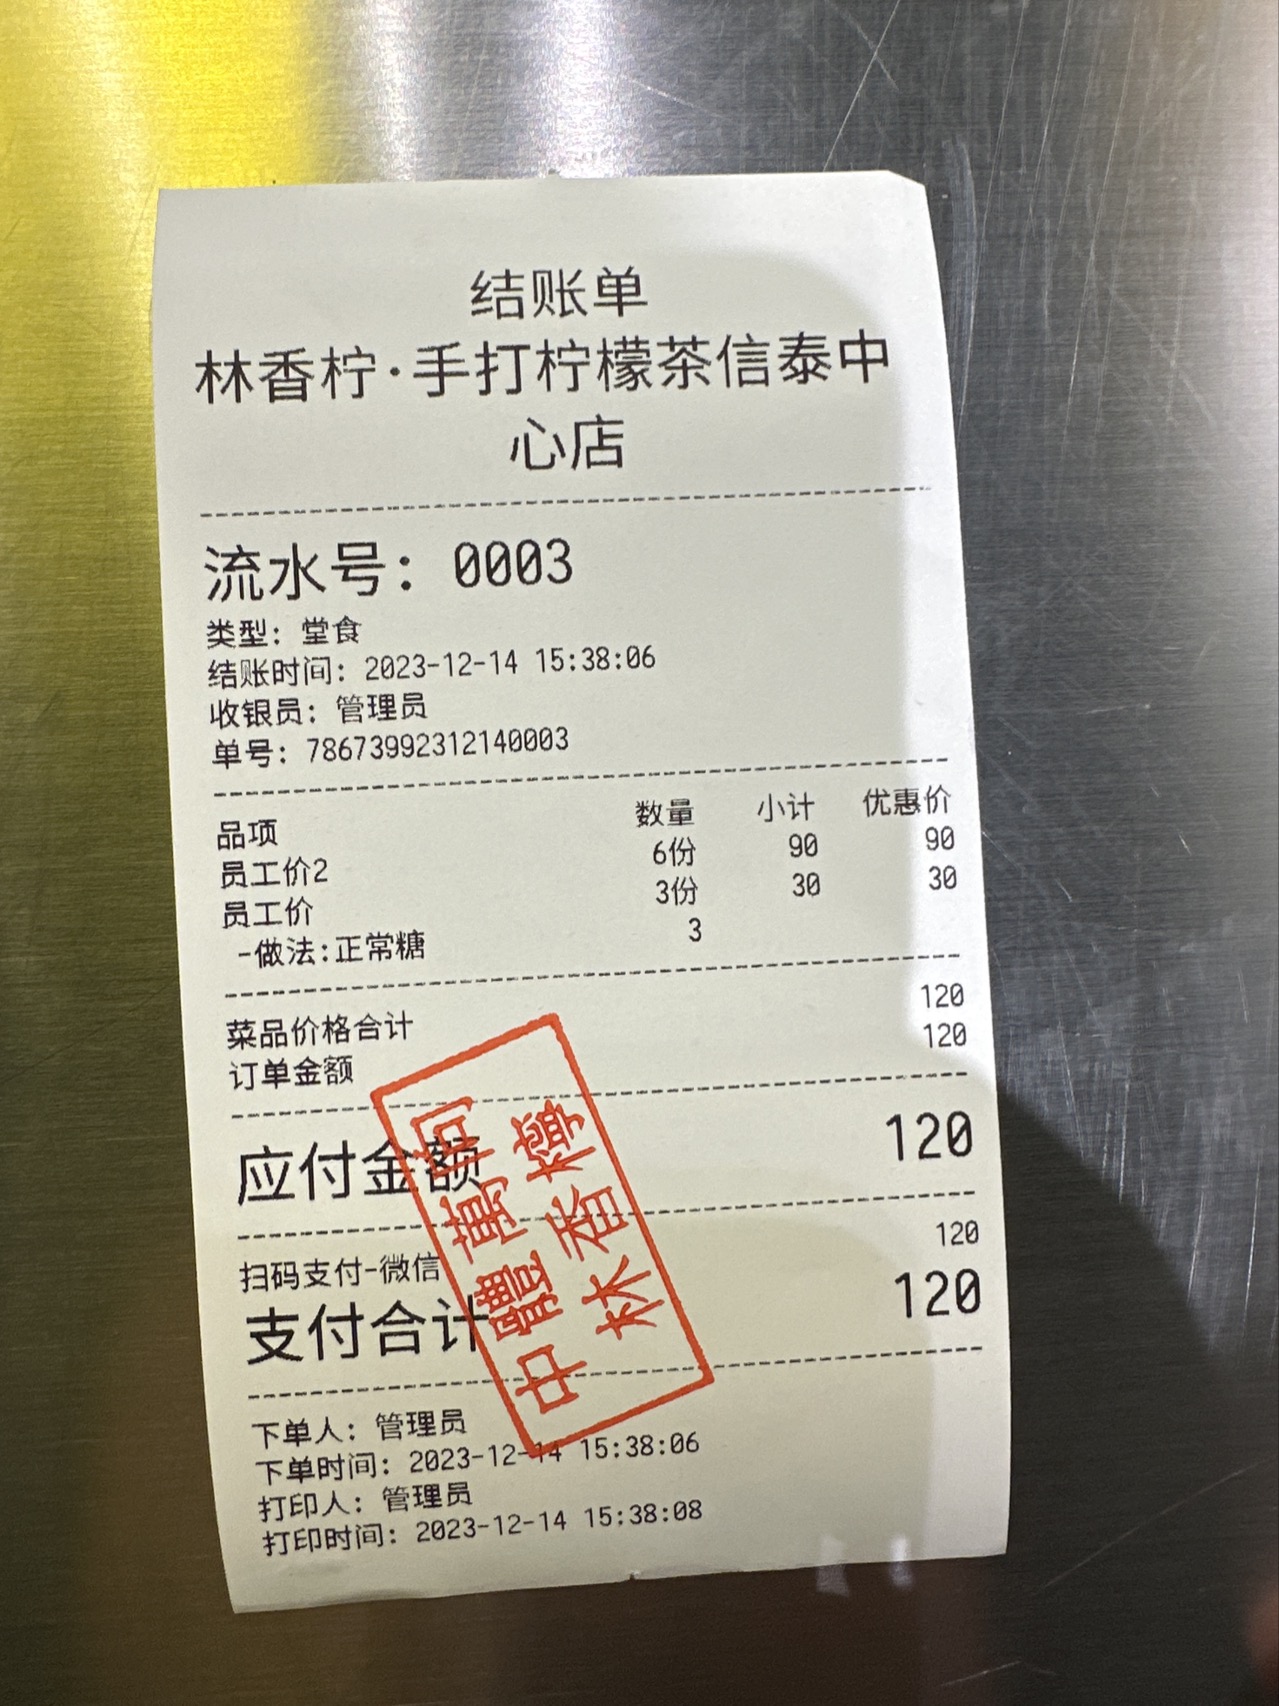 结账单
林香柠·手打柠檬茶信泰中
心店
流水号：0003
类型：堂食
结账时间：2023-12-14 15:38:06
收银员：管理员
单号：78673992312140003
品项 数量 小计 优惠价
员工价2 6份 90 90
员工价 3份 30 30
-做法:正常糖 3
菜品价格合计 120
订单金额 120
应付金额 120
扫码支付-微信 120
支付合计 120
中體萬
林香檸
下单人：管理员
下单时间：2023-12-14 15:38:06
打印人：管理员
打印时间：2023-12-14 15:38:08